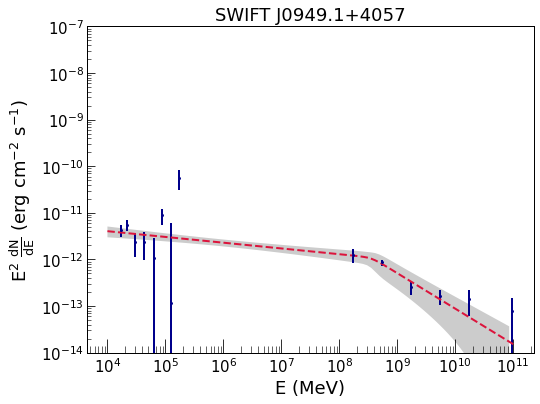 SWIFT J0949.1+4057
10⁻⁷
10⁻⁸
10⁻⁹
10⁻¹⁰
10⁻¹¹
10⁻¹²
10⁻¹³
10⁻¹⁴
E² dN/dE (erg cm⁻² s⁻¹)
10⁴ 10⁵ 10⁶ 10⁷ 10⁸ 10⁹ 10¹⁰ 10¹¹
E (MeV)